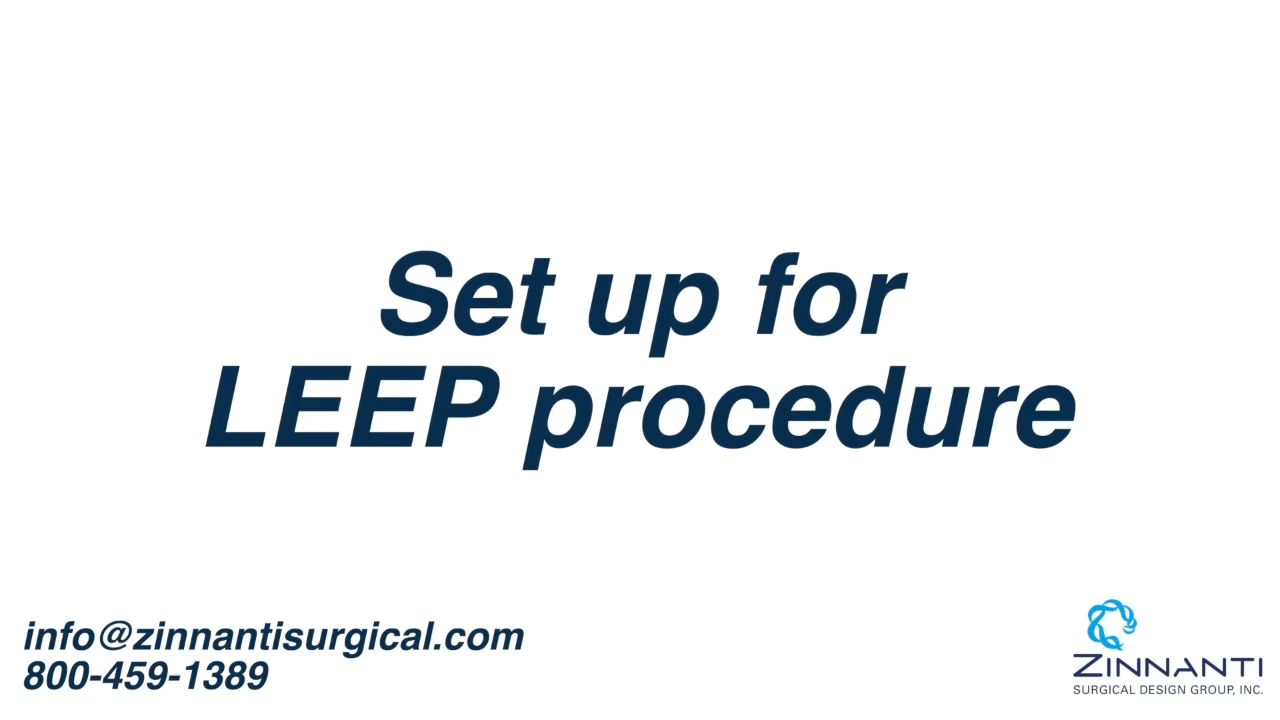 Set up for
LEEP procedure
info@zinnantisurgical.com
800-459-1389
ZINNANTI
SURGICAL DESIGN GROUP, INC.